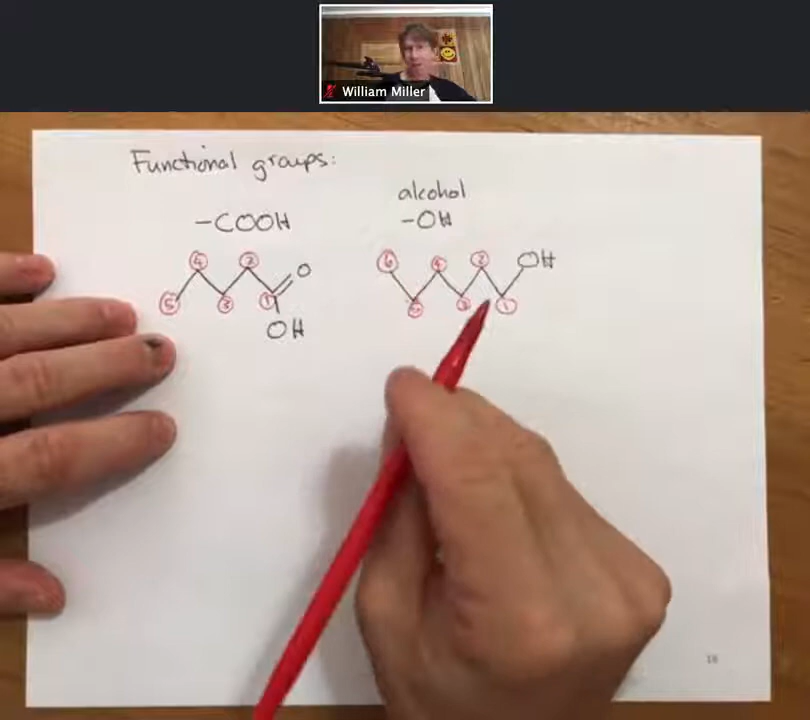 William Miller
Functional groups:
-COOH
alcohol
-OH
5 4 3 2 1
O
OH
6 5 4 3 2 1
OH
18